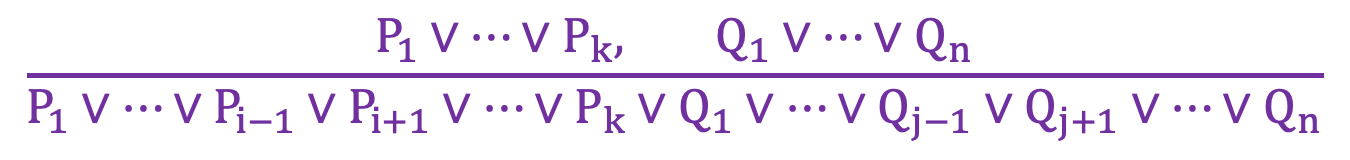 P₁ ∨ ⋯ ∨ Pₖ, Q₁ ∨ ⋯ ∨ Qₙ
P₁ ∨ ⋯ ∨ Pᵢ₋₁ ∨ Pᵢ₊₁ ∨ ⋯ ∨ Pₖ ∨ Q₁ ∨ ⋯ ∨ Qⱼ₋₁ ∨ Qⱼ₊₁ ∨ ⋯ ∨ Qₙ